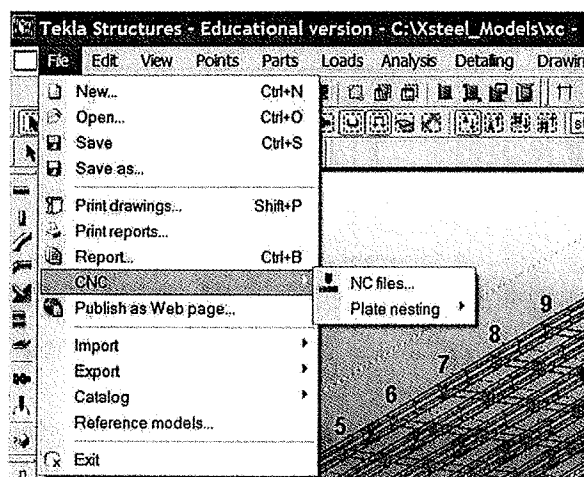 Tekla Structures - Educational version - C:\Xsteel_Models\xc -
File Edit View Points Parts Loads Analysis Detailing Drawin
New... Ctrl+N
Open... Ctrl+O
Save Ctrl+S
Save as...
Print drawings... Shift+P
Print reports...
Report... Ctrl+B
CNC
NC files...
Publish as Web page...
Plate nesting
Import
Export
Catalog
Reference models...
Exit
9
8
7
6
5